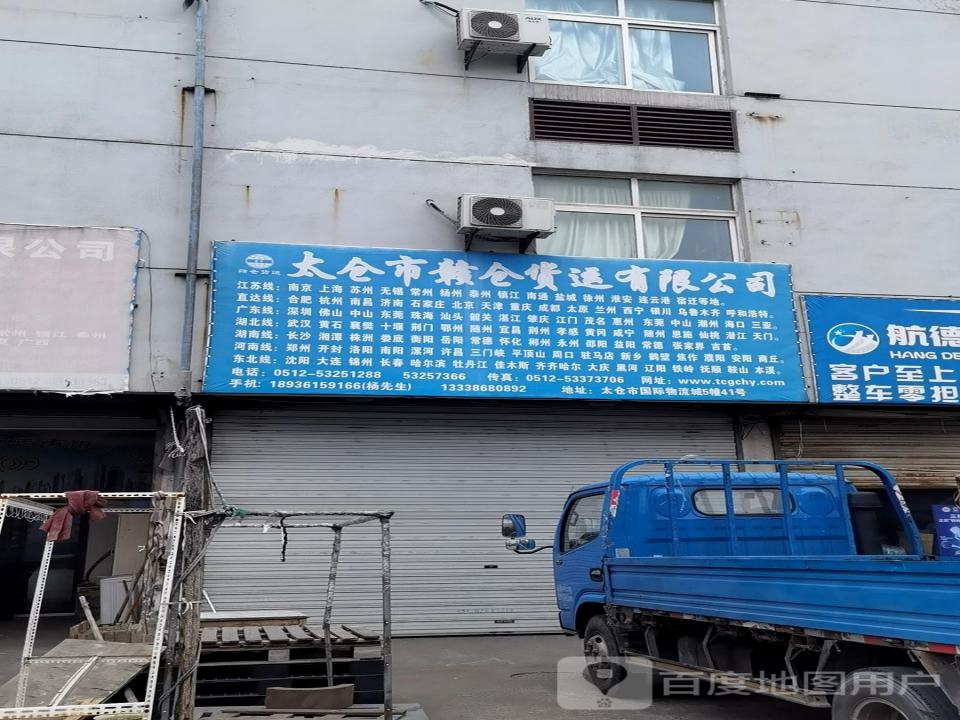 限公司
赣仓货运
太仓市赣仓货运有限公司
江苏线：南京 上海 苏州 无锡 常州 扬州 泰州 镇江 南通 盐城 徐州 淮安 连云港 宿迁等地。
直达线：合肥 杭州 南昌 济南 石家庄 北京 天津 重庆 成都 太原 兰州 西宁 银川 乌鲁木齐 呼和浩特。
广东线：深圳 佛山 中山 东莞 珠海 汕头 韶关 湛江 肇庆 江门 茂名 惠州 东莞 中山 潮州 海口 三亚。
湖北线：武汉 黄石 襄樊 十堰 荆门 鄂州 随州 宜昌 荆州 孝感 黄冈 咸宁 随州 恩施 仙桃 潜江 天门。
湖南线：长沙 湘潭 株洲 娄底 衡阳 岳阳 常德 怀化 郴州 永州 邵阳 益阳 常德 张家界 吉首。
河南线：郑州 开封 洛阳 南阳 漯河 许昌 三门峡 平顶山 周口 驻马店 新乡 鹤壁 焦作 濮阳 安阳 商丘。
东北线：沈阳 大连 锦州 长春 哈尔滨 牡丹江 佳木斯 齐齐哈尔 大庆 黑河 辽阳 铁岭 抚顺 鞍山 本溪。
电话：0512-53251288 53257366 传真：0512-53373706 网址：www.tcgchy.com
手机：18936159166(杨先生) 13338680892 地址：太仓市国际物流城5幢41号
航德
HANG DE
客户至上
整车零担
AUX
百度地图用户